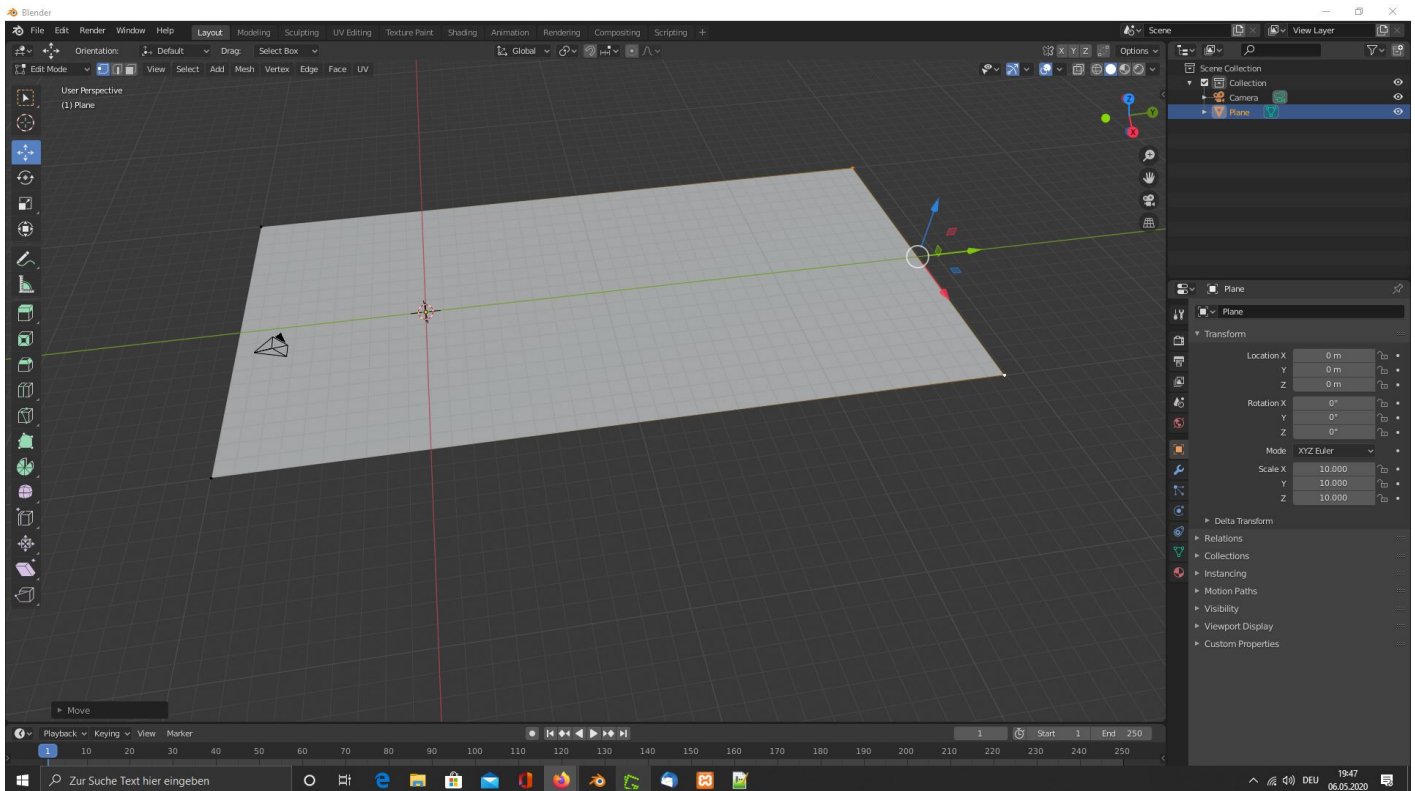 Blender
File Edit Render Window Help Layout Modeling Sculpting UV Editing Texture Paint Shading Animation Rendering Compositing Scripting + Scene View Layer
Orientation: Default Drag: Select Box Global X Y Z Options
Edit Mode View Select Add Mesh Vertex Edge Face UV
User Perspective
(1) Plane
Z
Y
X
Scene Collection
Collection
Camera
Plane
Plane
Plane
Transform
Location X 0 m
Y 0 m
Z 0 m
Rotation X 0°
Y 0°
Z 0°
Mode XYZ Euler
Scale X 10.000
Y 10.000
Z 10.000
Delta Transform
Relations
Collections
Instancing
Motion Paths
Visibility
Viewport Display
Custom Properties
Move
Playback Keying View Marker 1 Start 1 End 250
1 10 20 30 40 50 60 70 80 90 100 110 120 130 140 150 160 170 180 190 200 210 220 230 240 250
Zur Suche Text hier eingeben DEU 19:47
06.05.2020